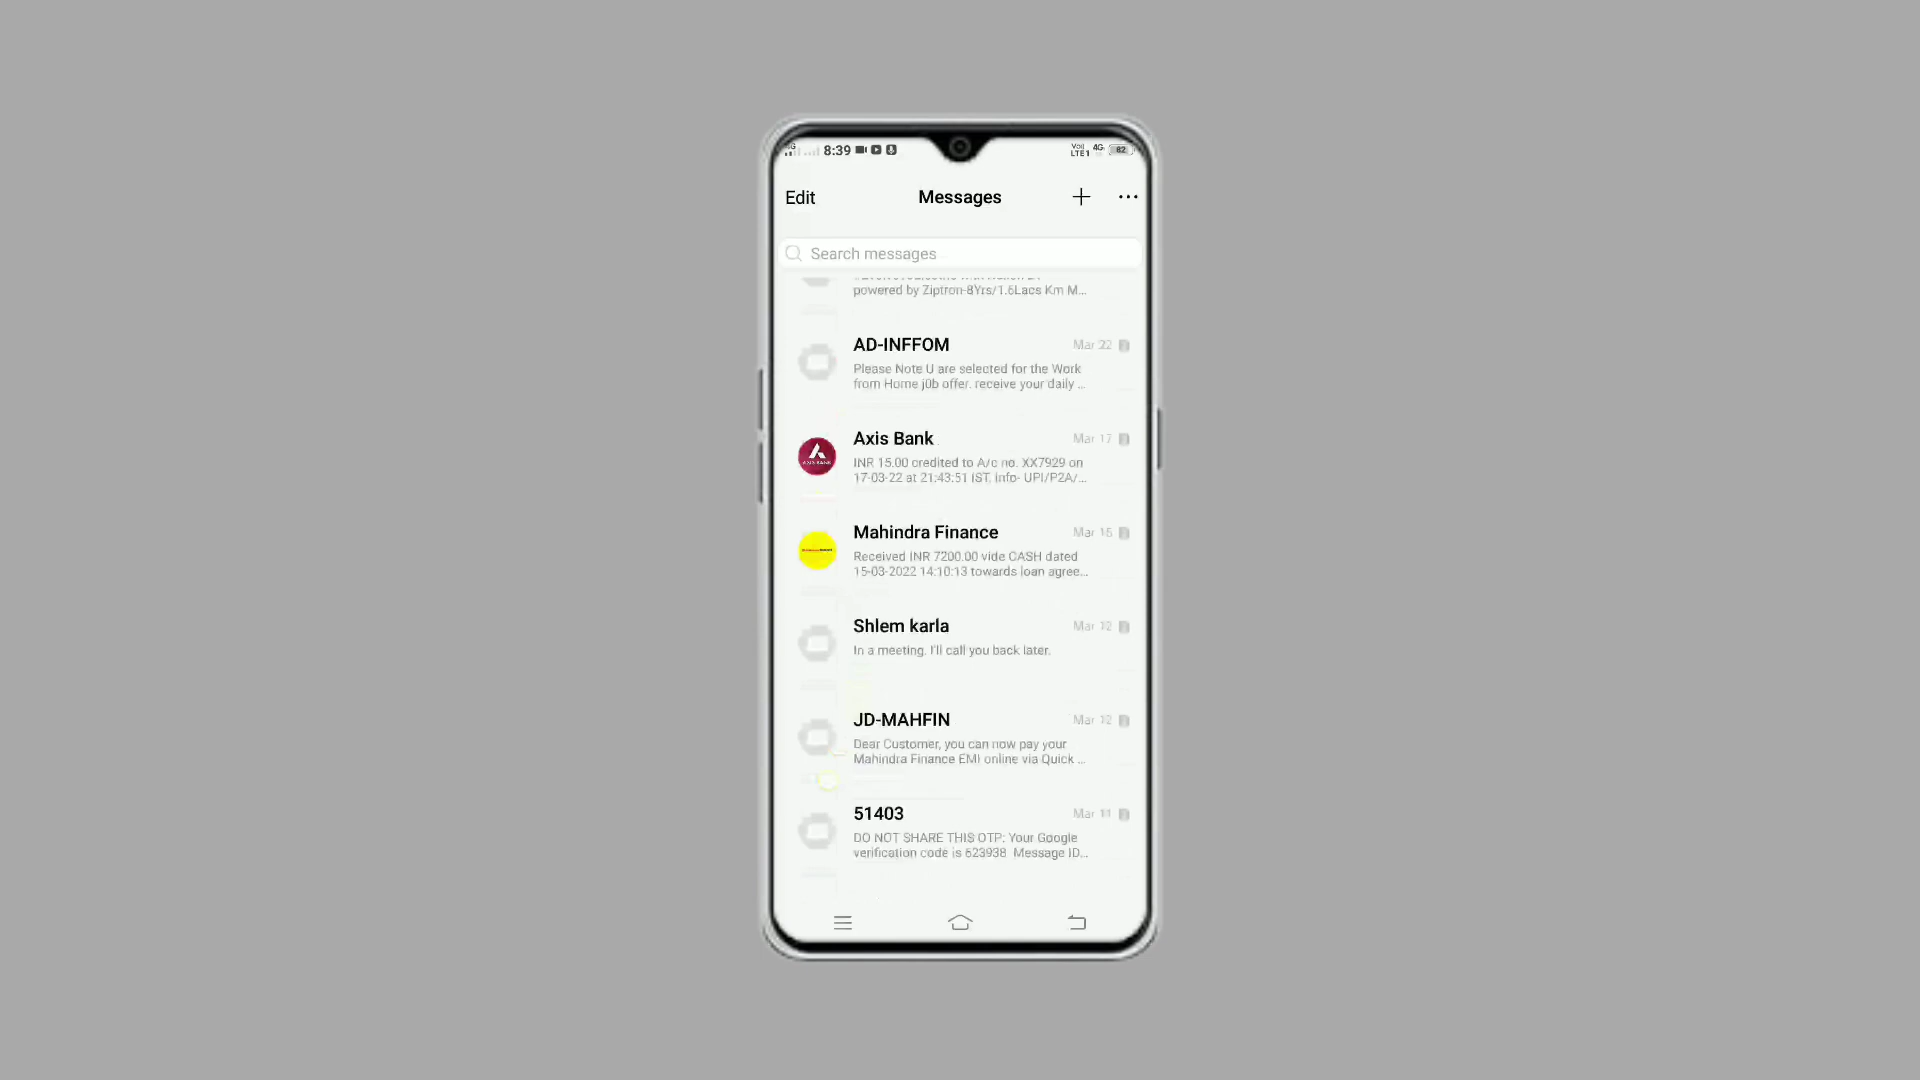 8:39
VoLTE1 4G 62
Edit Messages
Search messages
powered by Ziptron-8Yrs/1.6Lacs Km M...
AD-INFFOM Mar 22
Please Note U are selected for the Work
from Home j0b offer. receive your daily ...
Axis Bank Mar 17
AXIS BANK
INR 15.00 credited to A/c no. XX7929 on
17-03-22 at 21:43:51 IST. Info- UPI/P2A/...
Mahindra Finance Mar 15
Received INR 7200.00 vide CASH dated
15-03-2022 14:10:13 towards loan agree...
Shlem karla Mar 12
In a meeting. I'll call you back later.
JD-MAHFIN Mar 12
Dear Customer, you can now pay your
Mahindra Finance EMI online via Quick ...
51403 Mar 11
DO NOT SHARE THIS OTP: Your Google
verification code is 623938 Message ID...